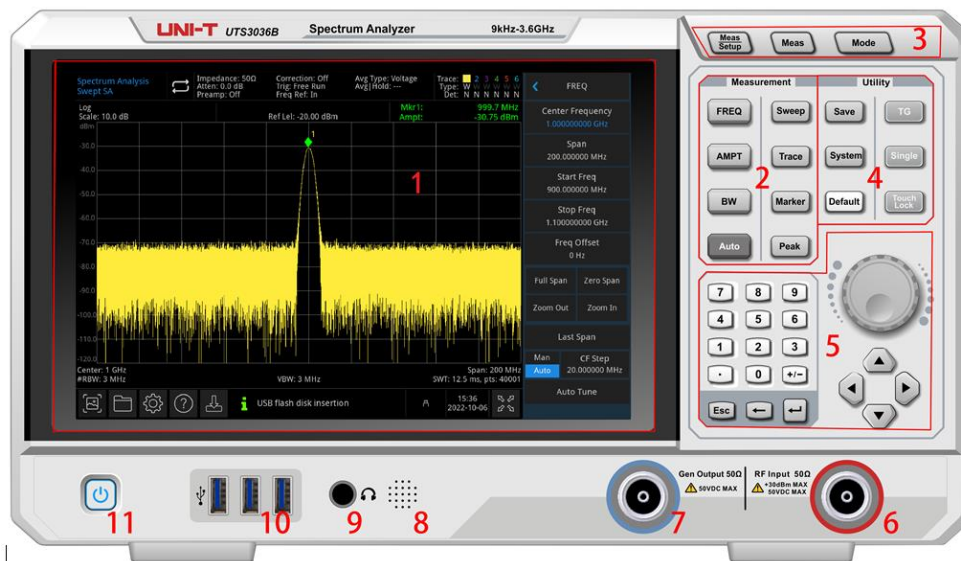 UNI-T UTS3036B Spectrum Analyzer 9kHz-3.6GHz
Meas Setup
Meas
Mode
3
Spectrum Analysis
Swept SA
Impedance: 50Ω
Atten: 0.0 dB
Preamp: Off
Correction: Off
Trig: Free Run
Freq Ref: In
Avg Type: Voltage
Avg|Hold: ---
Trace: 1 2 3 4 5 6
Type: W W W W W W
Det: N N N N N N
Log
Scale: 10.0 dB
dBm
Ref Lel: -20.00 dBm
Mkr1: 999.7 MHz
Ampt: -30.75 dBm
1
-30.0
-40.0
-50.0
-60.0
-70.0
-80.0
-90.0
-100.0
-110.0
-120.0
1
Center: 1 GHz
#RBW: 3 MHz
VBW: 3 MHz
Span: 200 MHz
SWT: 12.5 ms, pts: 40001
USB flash disk insertion
15:36
2022-10-06
FREQ
Center Frequency
1.000000000 GHz
Span
200.000000 MHz
Start Freq
900.000000 MHz
Stop Freq
1.100000000 GHz
Freq Offset
0 Hz
Full Span Zero Span
Zoom Out Zoom In
Last Span
Man
Auto
CF Step
20.000000 MHz
Auto Tune
Measurement Utility
FREQ Sweep Save TG
AMPT Trace System Single
2 4
BW Marker Default Touch Lock
Auto Peak
7 8 9
4 5 6
1 2 3
. 0 +/−
Esc
5
Gen Output 50Ω
50VDC MAX
RF Input 50Ω
+30dBm MAX
50VDC MAX
11 10 9 8 7 6